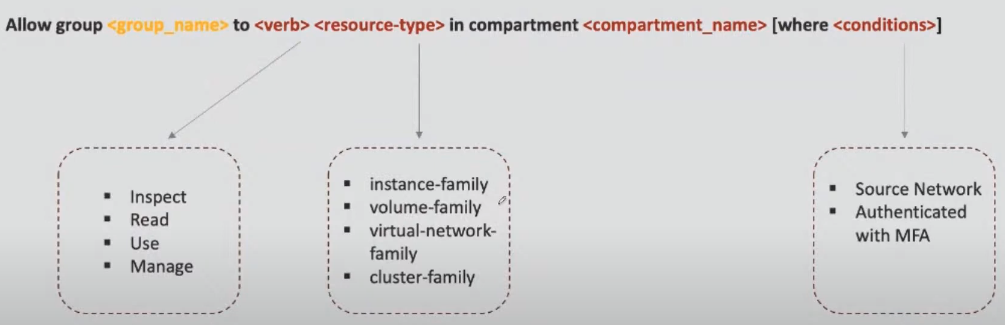 Allow group <group_name> to <verb> <resource-type> in compartment <compartment_name> [where <conditions>]
Inspect
Read
Use
Manage
instance-family
volume-family
virtual-network-
family
cluster-family
Source Network
Authenticated
with MFA